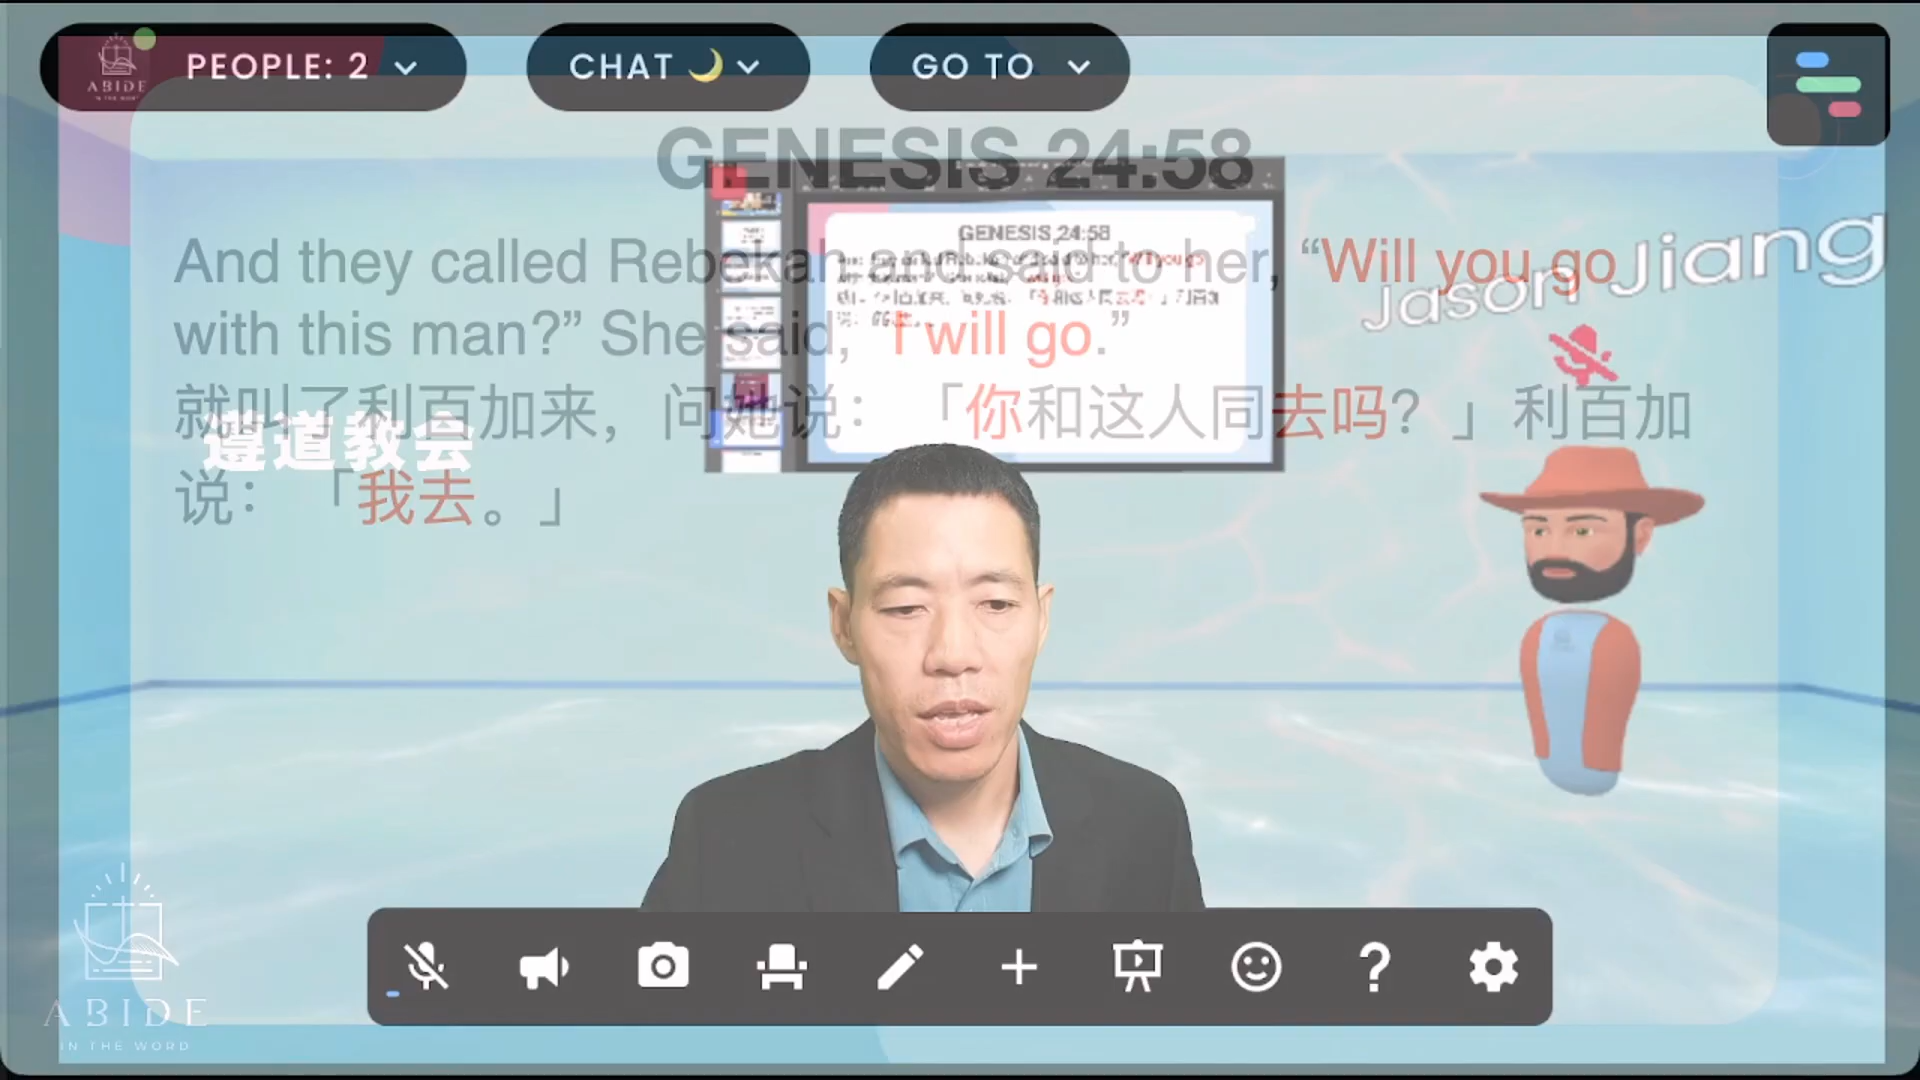 ABIDE
PEOPLE: 2
CHAT
GO TO
GENESIS 24:58
And they called Rebekah and said to her, “Will you go
with this man?” She said, “I will go.”
就叫了利百加来，问她说：「你和这人同去吗？」利百加
说：「我去。」
GENESIS 24:58
Jason Jiang
遵道教会
ABIDE
IN THE WORD